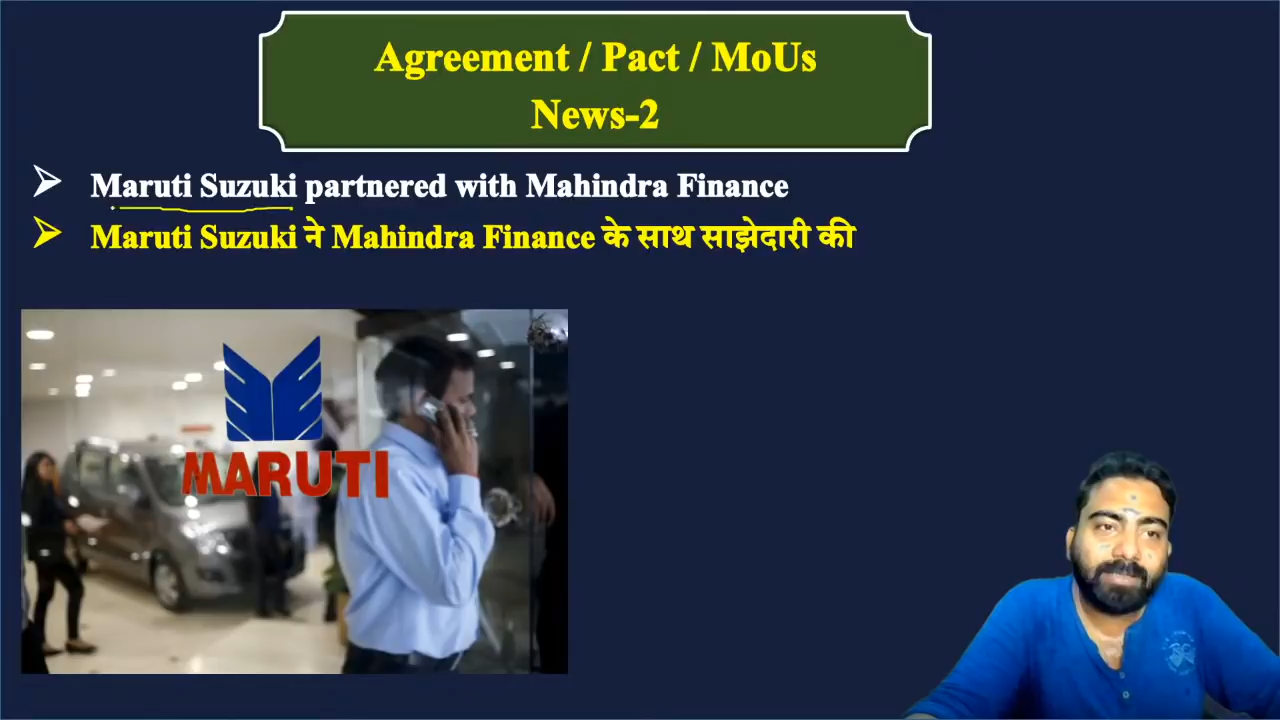 Agreement / Pact / MoUs
News-2
Maruti Suzuki partnered with Mahindra Finance
Maruti Suzuki ने Mahindra Finance के साथ साझेदारी की
MARUTI